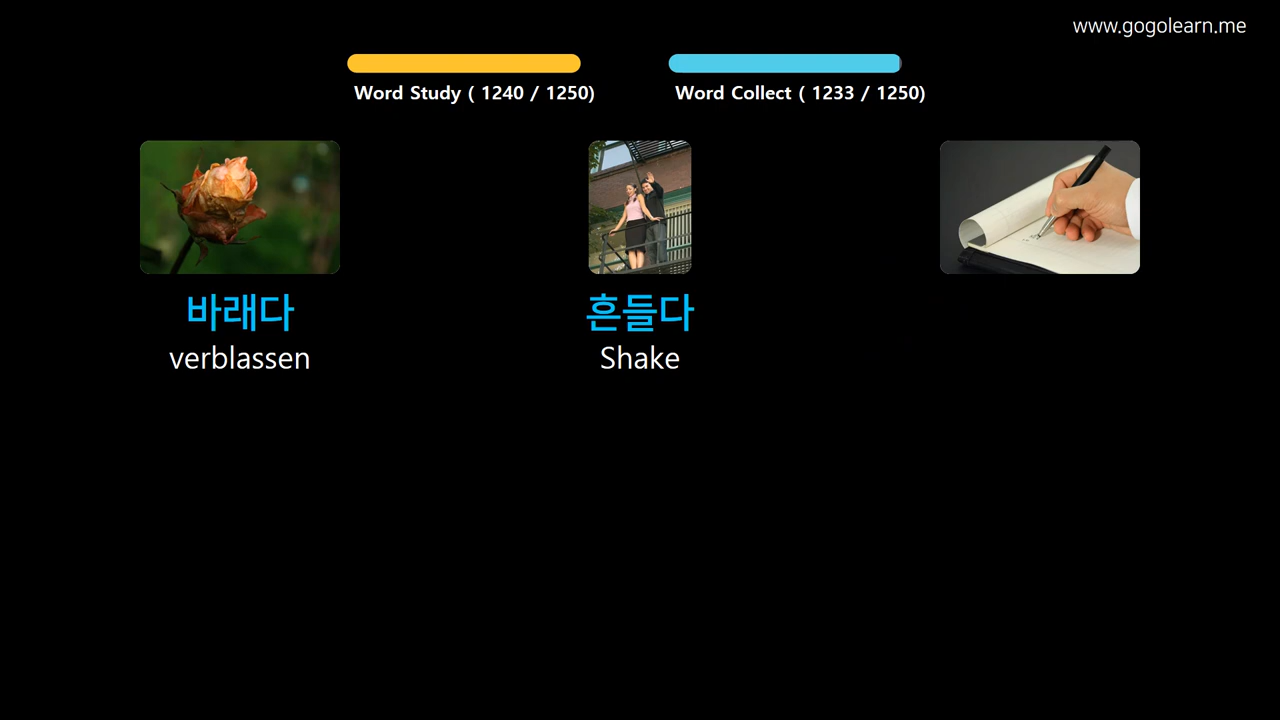 www.gogolearn.me
Word Study ( 1240 / 1250)
Word Collect ( 1233 / 1250)
바래다
verblassen
흔들다
Shake